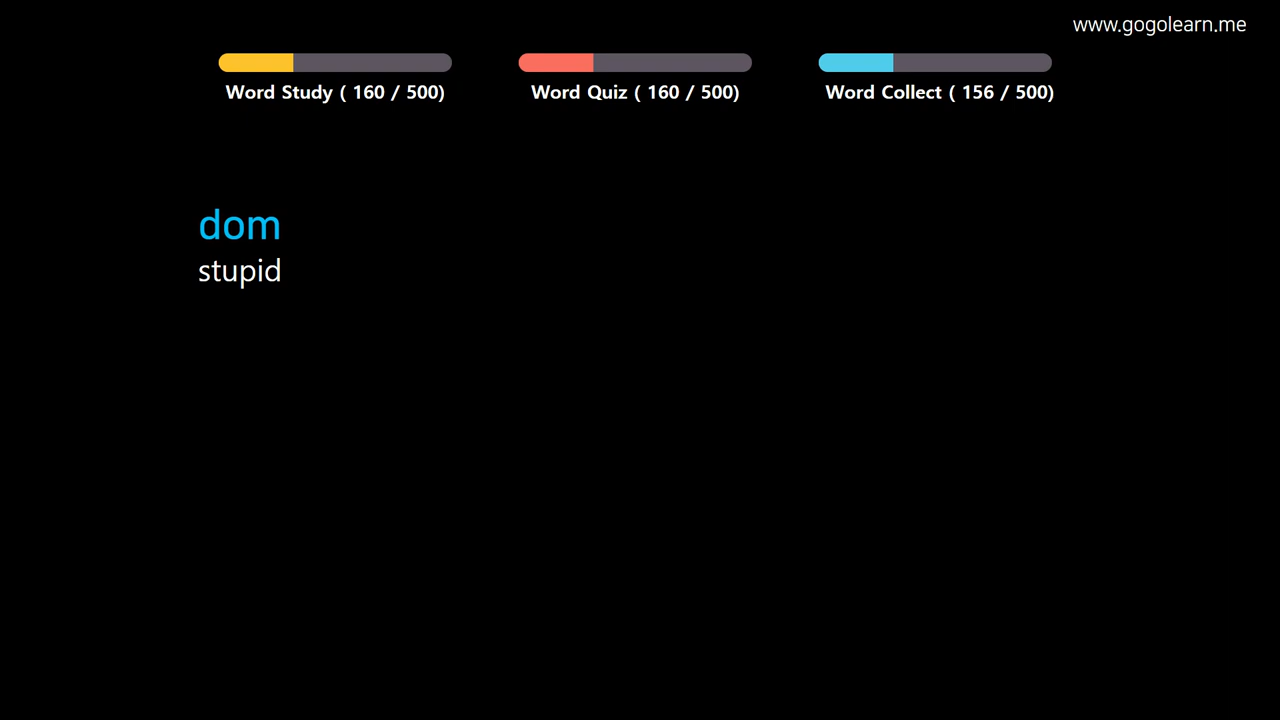 www.gogolearn.me
Word Study ( 160 / 500)
Word Quiz ( 160 / 500)
Word Collect ( 156 / 500)
dom
stupid